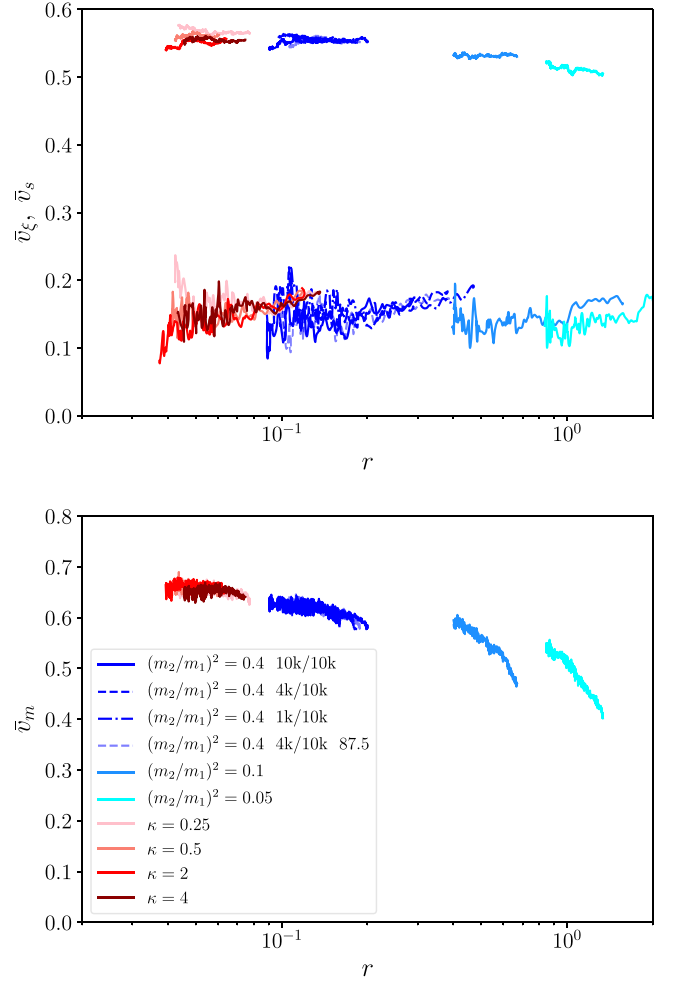 0.6
0.5
0.4
0.3
0.2
0.1
0.0
v̄_ξ, v̄_s
10⁻¹
10⁰
r
0.8
0.7
0.6
0.5
0.4
0.3
0.2
0.1
0.0
v̄_m
(m₂/m₁)² = 0.4 10k/10k
(m₂/m₁)² = 0.4 4k/10k
(m₂/m₁)² = 0.4 1k/10k
(m₂/m₁)² = 0.4 4k/10k 87.5
(m₂/m₁)² = 0.1
(m₂/m₁)² = 0.05
κ = 0.25
κ = 0.5
κ = 2
κ = 4
10⁻¹
10⁰
r